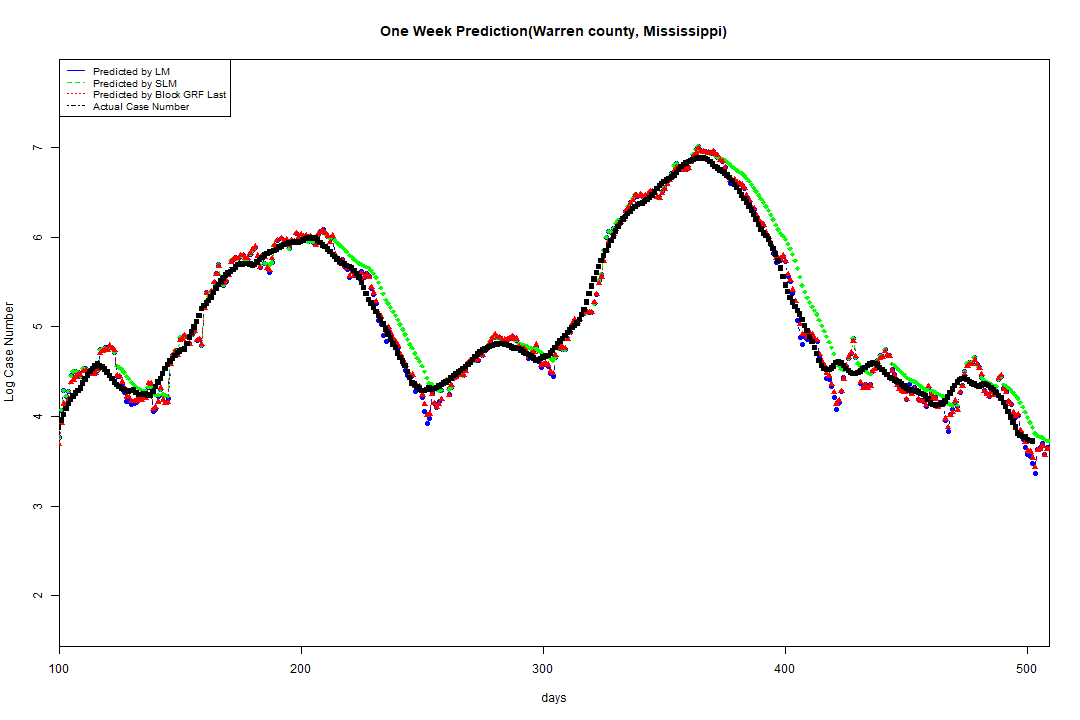 One Week Prediction(Warren county, Mississippi)
Predicted by LM
Predicted by SLM
Predicted by Block GRF Last
Actual Case Number
7
6
5
4
3
2
Log Case Number
100 200 300 400 500
days